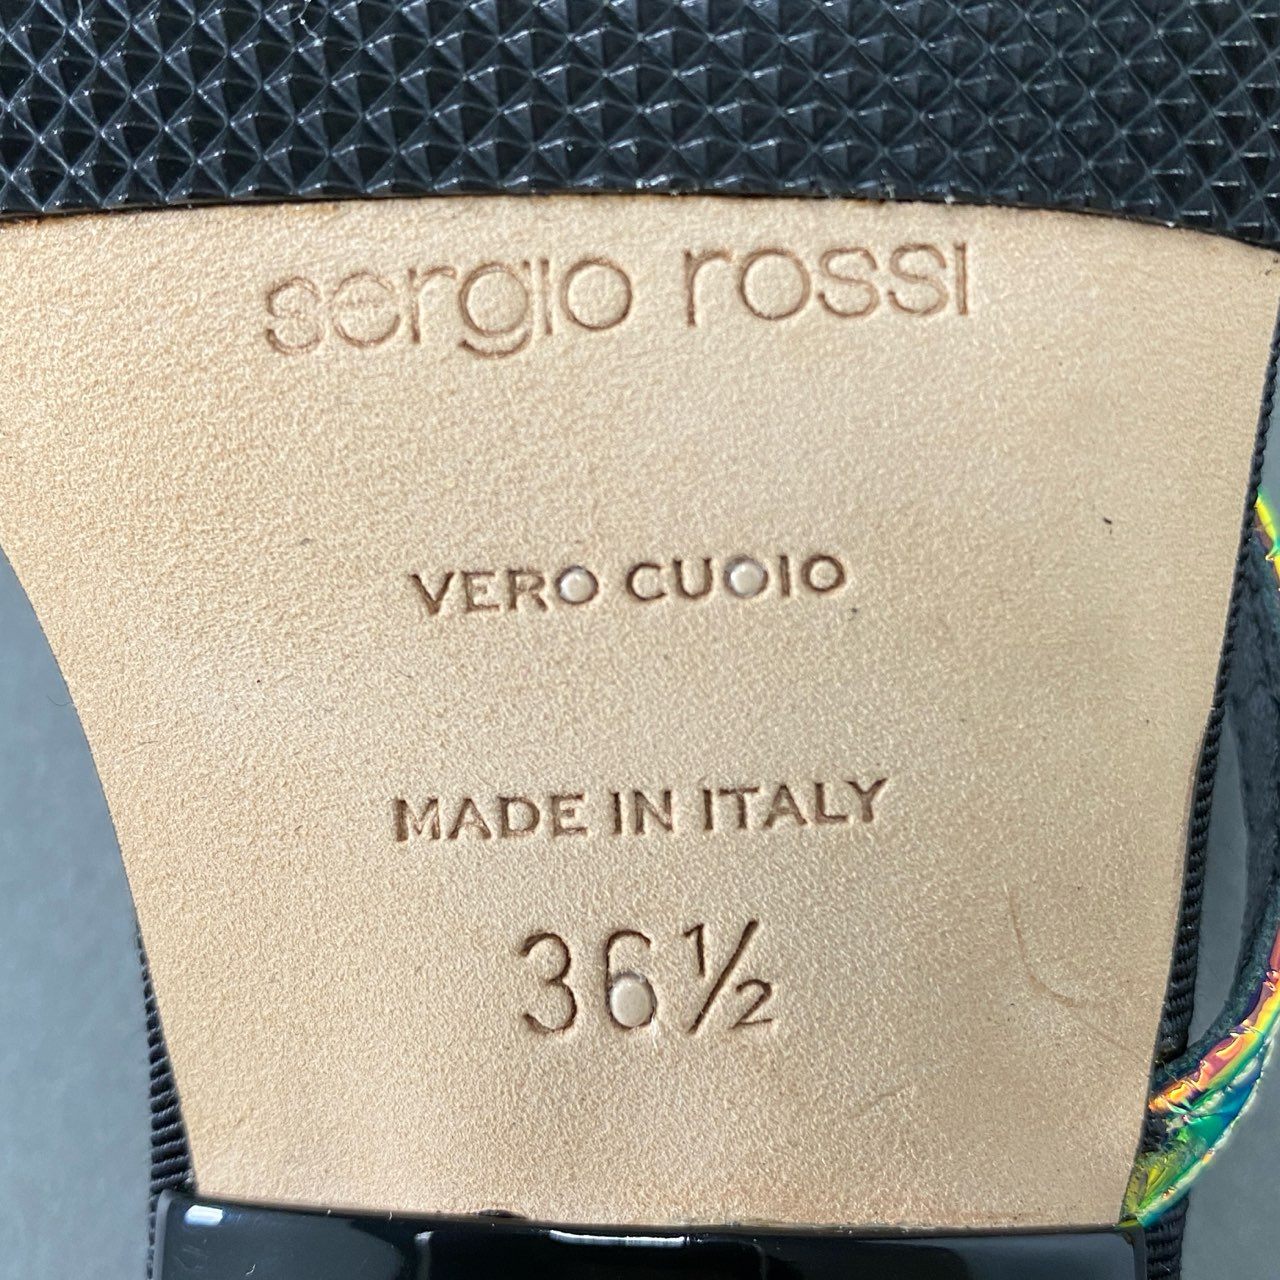 sergio rossi
VERO CUOIO
MADE IN ITALY
36½